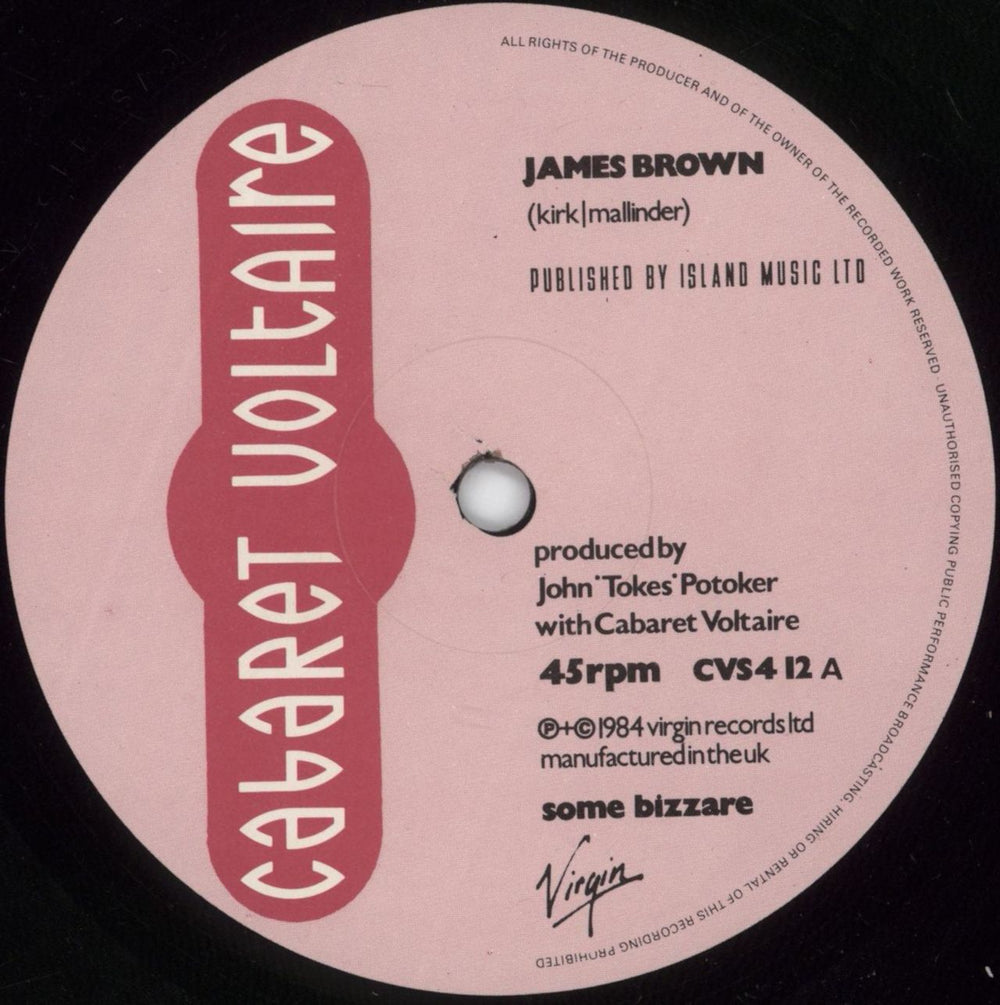 cabaret voltaire
JAMES BROWN
(kirk|mallinder)
PUBLISHED BY ISLAND MUSIC LTD
produced by
John 'Tokes' Potoker
with Cabaret Voltaire
45rpm CVS 4 12 A
℗+© 1984 virgin records ltd
manufactured in the uk
some bizzare
Virgin
ALL RIGHTS OF THE PRODUCER AND OF THE OWNER OF THE RECORDED WORK RESERVED. UNAUTHORISED COPYING PUBLIC PERFORMANCE BROADCASTING, HIRING OR RENTAL OF THIS RECORDING PROHIBITED